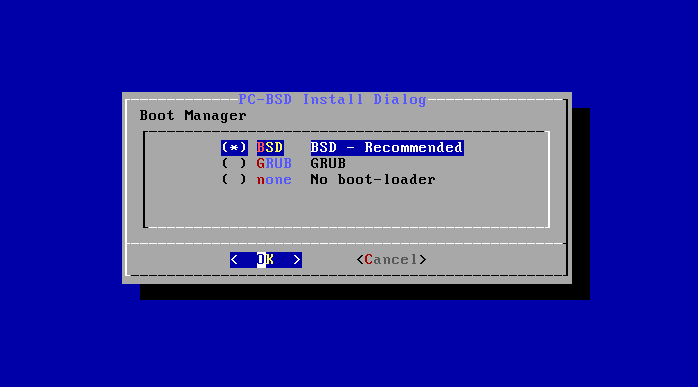 PC-BSD Install Dialog
Boot Manager
(*) BSD BSD - Recommended
( ) GRUB GRUB
( ) none No boot-loader
< OK > <Cancel>